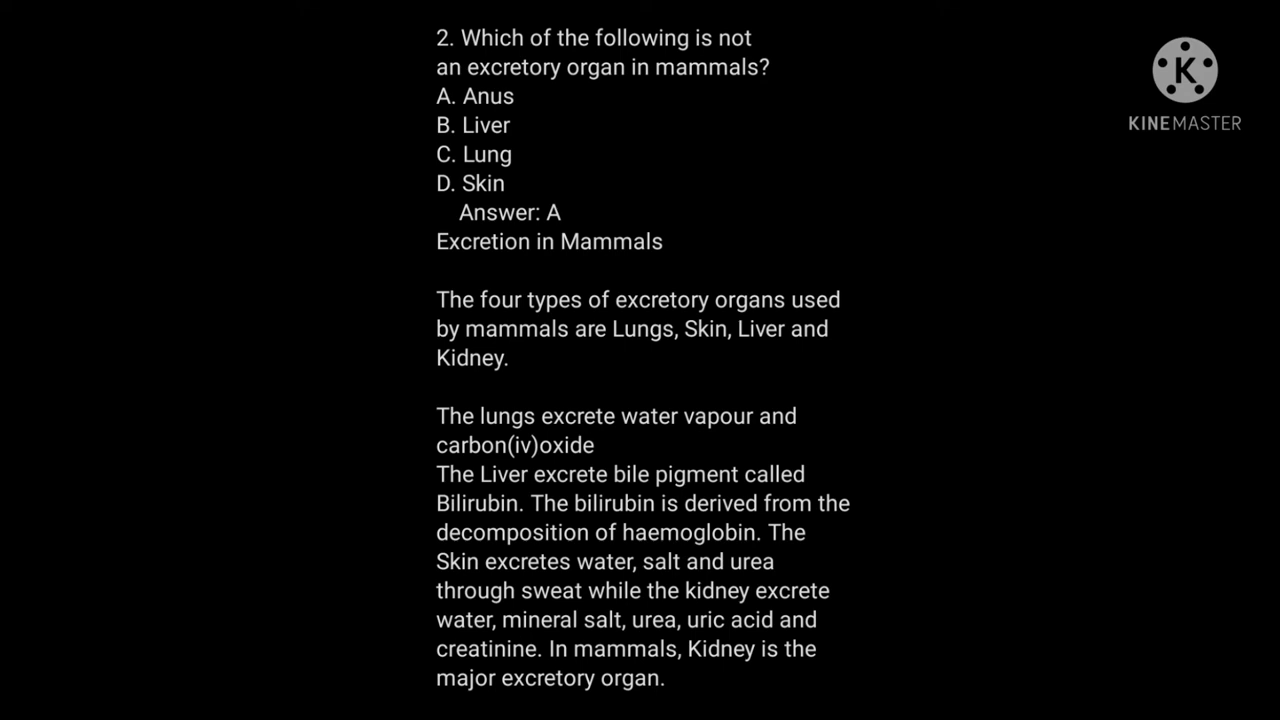 2. Which of the following is not
an excretory organ in mammals?
A. Anus
B. Liver
C. Lung
D. Skin
Answer: A
Excretion in Mammals
The four types of excretory organs used
by mammals are Lungs, Skin, Liver and
Kidney.
The lungs excrete water vapour and
carbon(iv)oxide
The Liver excrete bile pigment called
Bilirubin. The bilirubin is derived from the
decomposition of haemoglobin. The
Skin excretes water, salt and urea
through sweat while the kidney excrete
water, mineral salt, urea, uric acid and
creatinine. In mammals, Kidney is the
major excretory organ.
K
KINEMASTER